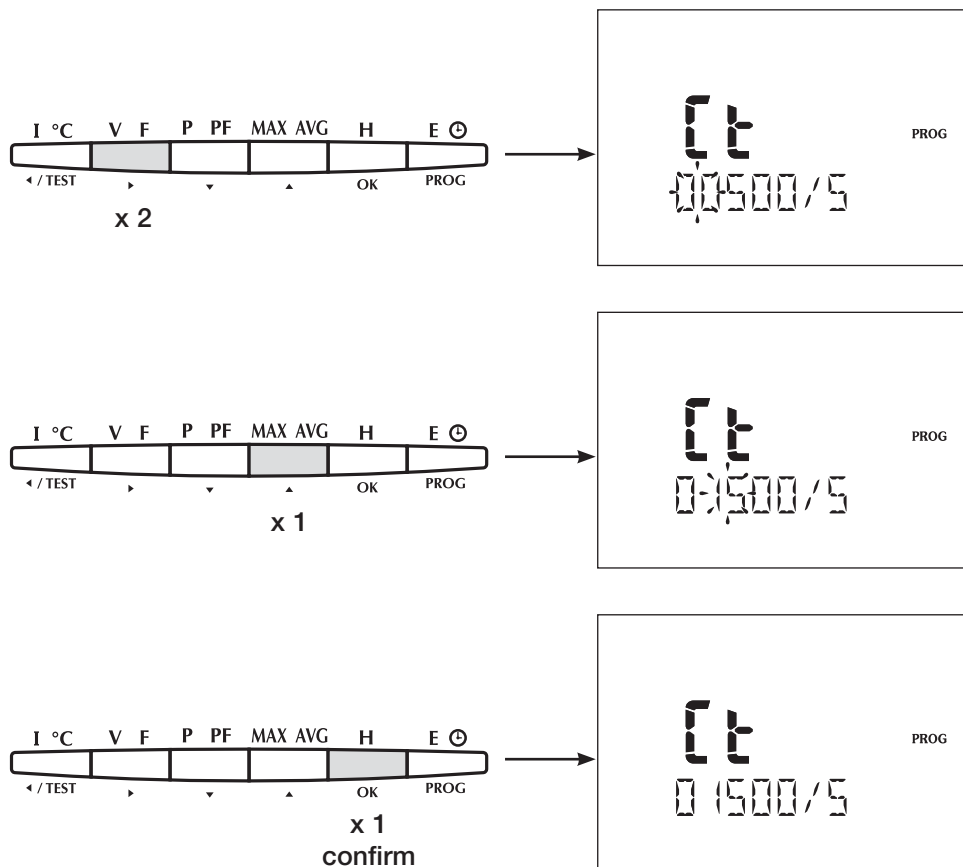 I °C V F P PF MAX AVG H E
◂ / TEST ▸ ▾ ▴ OK PROG
x 2
Ct
PROG
00500/5
I °C V F P PF MAX AVG H E
◂ / TEST ▸ ▾ ▴ OK PROG
x 1
Ct
PROG
01500/5
I °C V F P PF MAX AVG H E
◂ / TEST ▸ ▾ ▴ OK PROG
x 1
confirm
Ct
PROG
01500/5